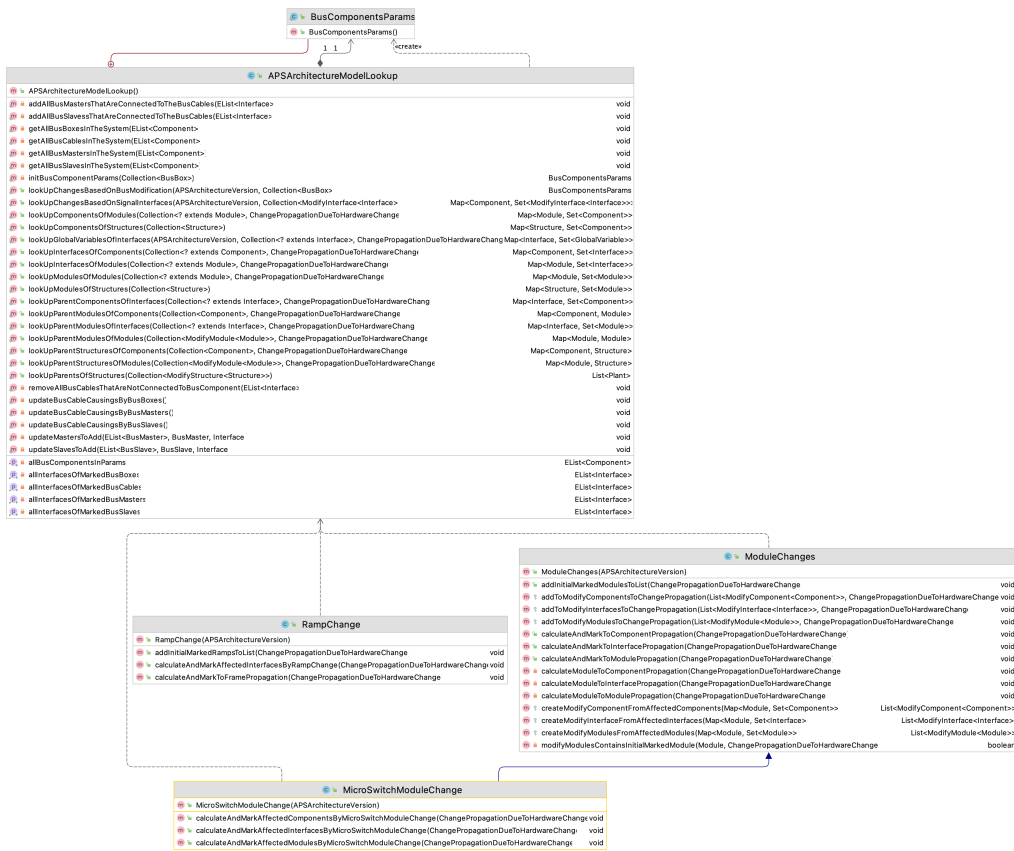 BusComponentsParams
BusComponentsParams()
1 1
«create»
APSArchitectureModelLookup
APSArchitectureModelLookup()
addAllBusMastersThatAreConnectedToTheBusCables(EList<Interface> void
addAllBusSlavessThatAreConnectedToTheBusCables(EList<Interface> void
getAllBusBoxesInTheSystem(EList<Component> void
getAllBusCablesInTheSystem(EList<Component> void
getAllBusMastersInTheSystem(EList<Component> void
getAllBusSlavesInTheSystem(EList<Component> void
initBusComponentParams(Collection<BusBox>) BusComponentsParams
lookUpChangesBasedOnBusModification(APSArchitectureVersion, Collection<BusBox> BusComponentsParams
lookUpChangesBasedOnSignalInterfaces(APSArchitectureVersion, Collection<ModifyInterface<Interface> Map<Component, Set<ModifyInterface<Interface>>>
lookUpComponentsOfModules(Collection<? extends Module>, ChangePropagationDueToHardwareChange Map<Module, Set<Component>>
lookUpComponentsOfStructures(Collection<Structure>) Map<Structure, Set<Component>>
lookUpGlobalVariablesOfInterfaces(APSArchitectureVersion, Collection<? extends Interface>, ChangePropagationDueToHardwareChang Map<Interface, Set<GlobalVariable>>
lookUpInterfacesOfComponents(Collection<? extends Component>, ChangePropagationDueToHardwareChange Map<Component, Set<Interface>>
lookUpInterfacesOfModules(Collection<? extends Module>, ChangePropagationDueToHardwareChange Map<Module, Set<Interface>>
lookUpModulesOfModules(Collection<? extends Module>, ChangePropagationDueToHardwareChange Map<Module, Set<Module>>
lookUpModulesOfStructures(Collection<Structure>) Map<Structure, Set<Module>>
lookUpParentComponentsOfInterfaces(Collection<? extends Interface>, ChangePropagationDueToHardwareChang Map<Interface, Set<Component>>
lookUpParentModulesOfComponents(Collection<Component>, ChangePropagationDueToHardwareChange Map<Component, Module>
lookUpParentModulesOfInterfaces(Collection<? extends Interface>, ChangePropagationDueToHardwareChang Map<Interface, Set<Module>>
lookUpParentModulesOfModules(Collection<ModifyModule<Module>>, ChangePropagationDueToHardwareChange Map<Module, Module>
lookUpParentStructuresOfComponents(Collection<Component>, ChangePropagationDueToHardwareChange Map<Component, Structure>
lookUpParentStructuresOfModules(Collection<ModifyModule<Module>>, ChangePropagationDueToHardwareChange Map<Module, Structure>
lookUpParentsOfStructures(Collection<ModifyStructure<Structure>>) List<Plant>
removeAllBusCablesThatAreNotConnectedToBusComponent(EList<Interface> void
updateBusCableCausingsByBusBoxes() void
updateBusCableCausingsByBusMasters() void
updateBusCableCausingsByBusSlaves() void
updateMastersToAdd(EList<BusMaster>, BusMaster, Interface void
updateSlavesToAdd(EList<BusSlave>, BusSlave, Interface void
allBusComponentsInParams EList<Component>
allInterfacesOfMarkedBusBoxes EList<Interface>
allInterfacesOfMarkedBusCables EList<Interface>
allInterfacesOfMarkedBusMasters EList<Interface>
allInterfacesOfMarkedBusSlaves EList<Interface>
ModuleChanges
ModuleChanges(APSArchitectureVersion)
addInitialMarkedModulesToList(ChangePropagationDueToHardwareChange void
addToModifyComponentsToChangePropagation(List<ModifyComponent<Component>>, ChangePropagationDueToHardwareChange void
addToModifyInterfacesToChangePropagation(List<ModifyInterface<Interface>>, ChangePropagationDueToHardwareChang void
addToModifyModulesToChangePropagation(List<ModifyModule<Module>>, ChangePropagationDueToHardwareChange void
calculateAndMarkToComponentPropagation(ChangePropagationDueToHardwareChange void
calculateAndMarkToInterfacePropagation(ChangePropagationDueToHardwareChange void
calculateAndMarkToModulePropagation(ChangePropagationDueToHardwareChange void
calculateModuleToComponentPropagation(ChangePropagationDueToHardwareChange void
calculateModuleToInterfacePropagation(ChangePropagationDueToHardwareChange void
calculateModuleToModulePropagation(ChangePropagationDueToHardwareChange void
createModifyComponentFromAffectedComponents(Map<Module, Set<Component>> List<ModifyComponent<Component>>
createModifyInterfaceFromAffectedInterfaces(Map<Module, Set<Interface> List<ModifyInterface<Interface>
createModifyModulesFromAffectedModules(Map<Module, Set<Module>> List<ModifyModule<Module>>
modifyModulesContainsInitialMarkedModule(Module, ChangePropagationDueToHardwareChange boolean
RampChange
RampChange(APSArchitectureVersion)
addInitialMarkedRampsToList(ChangePropagationDueToHardwareChange void
calculateAndMarkAffectedInterfacesByRampChange(ChangePropagationDueToHardwareChang void
calculateAndMarkToFramePropagation(ChangePropagationDueToHardwareChange void
MicroSwitchModuleChange
MicroSwitchModuleChange(APSArchitectureVersion)
calculateAndMarkAffectedComponentsByMicroSwitchModuleChange(ChangePropagationDueToHardwareChange void
calculateAndMarkAffectedInterfacesByMicroSwitchModuleChange(ChangePropagationDueToHardwareChang void
calculateAndMarkAffectedModulesByMicroSwitchModuleChange(ChangePropagationDueToHardwareChange void